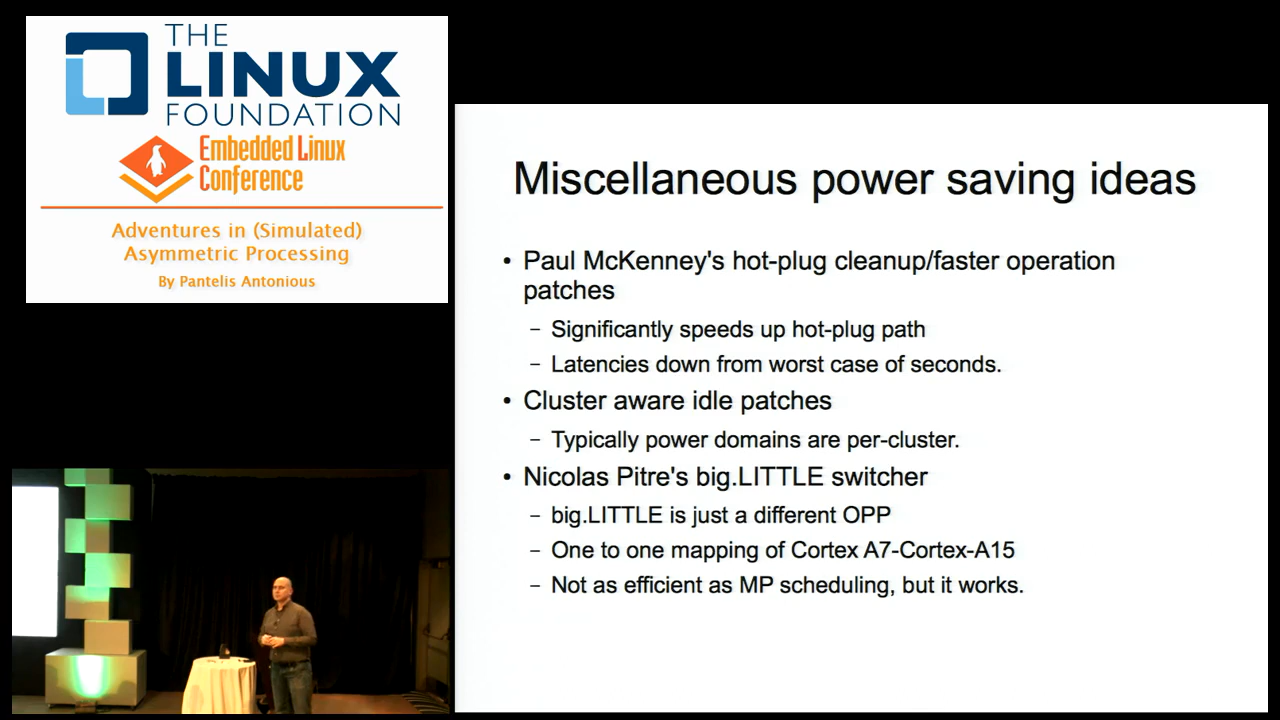 THE
LINUX
FOUNDATION
Embedded Linux
Conference
Adventures in (Simulated)
Asymmetric Processing
By Pantelis Antonious
Miscellaneous power saving ideas
• Paul McKenney's hot-plug cleanup/faster operation
patches
– Significantly speeds up hot-plug path
– Latencies down from worst case of seconds.
• Cluster aware idle patches
– Typically power domains are per-cluster.
• Nicolas Pitre's big.LITTLE switcher
– big.LITTLE is just a different OPP
– One to one mapping of Cortex A7-Cortex-A15
– Not as efficient as MP scheduling, but it works.